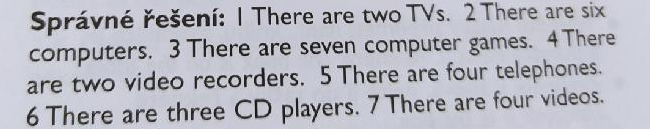 Správné řešení: 1 There are two TVs. 2 There are six
computers. 3 There are seven computer games. 4 There
are two video recorders. 5 There are four telephones.
6 There are three CD players. 7 There are four videos.